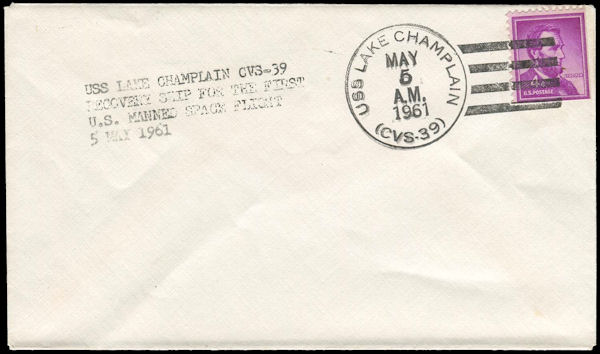 USS LAKE CHAMPLAIN CVS-39
RECOVERY SHIP FOR THE FIRST
U.S. MANNED SPACE FLIGHT
5 MAY 1961
USS LAKE CHAMPLAIN
MAY
5
A.M.
1961
(CVS-39)
U.S. POSTAGE